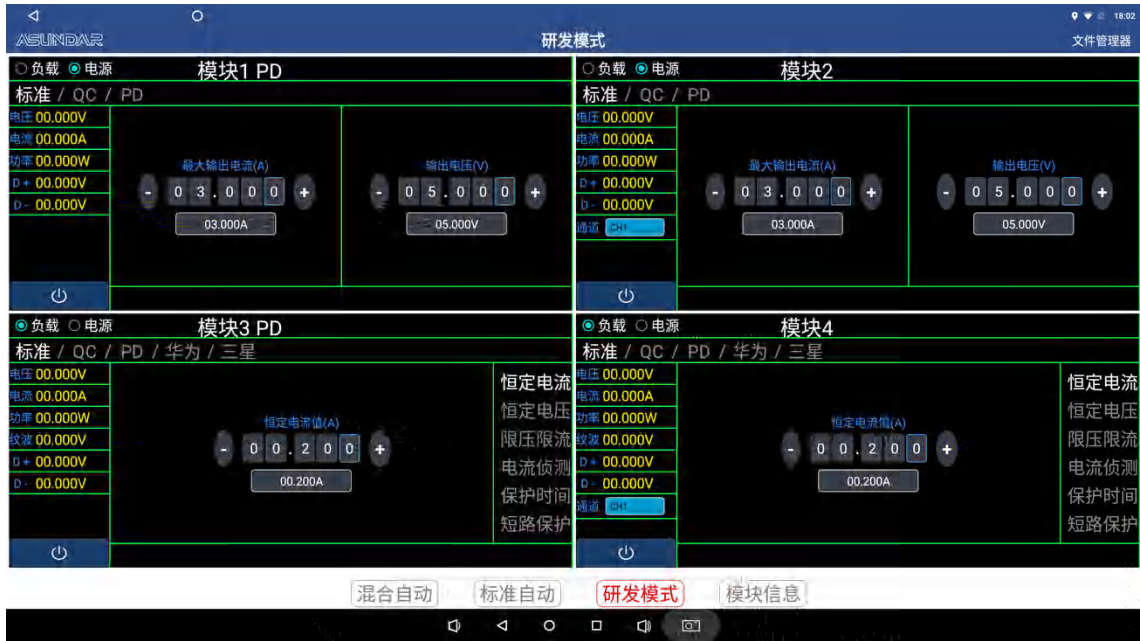 18:02
ASUNDAR 研发模式 文件管理器
负载 电源 模块1 PD
标准 / QC / PD
电压 00.000V
电流 00.000A
功率 00.000W
D+ 00.000V
D- 00.000V
最大输出电流(A)
- 0 3 . 0 0 0 +
03.000A
输出电压(V)
- 0 5 . 0 0 0 +
05.000V
负载 电源 模块2
标准 / QC / PD
电压 00.000V
电流 00.000A
功率 00.000W
D+ 00.000V
D- 00.000V
通道 CH1
最大输出电流(A)
- 0 3 . 0 0 0 +
03.000A
输出电压(V)
- 0 5 . 0 0 0 +
05.000V
负载 电源 模块3 PD
标准 / QC / PD / 华为 / 三星
电压 00.000V
电流 00.000A
功率 00.000W
纹波 00.000V
D+ 00.000V
D- 00.000V
恒定电流值(A)
- 0 0 . 2 0 0 +
00.200A
恒定电流
恒定电压
限压限流
电流侦测
保护时间
短路保护
负载 电源 模块4
标准 / QC / PD / 华为 / 三星
电压 00.000V
电流 00.000A
功率 00.000W
纹波 00.000V
D+ 00.000V
D- 00.000V
通道 CH1
恒定电流值(A)
- 0 0 . 2 0 0 +
00.200A
恒定电流
恒定电压
限压限流
电流侦测
保护时间
短路保护
混合自动 标准自动 研发模式 模块信息